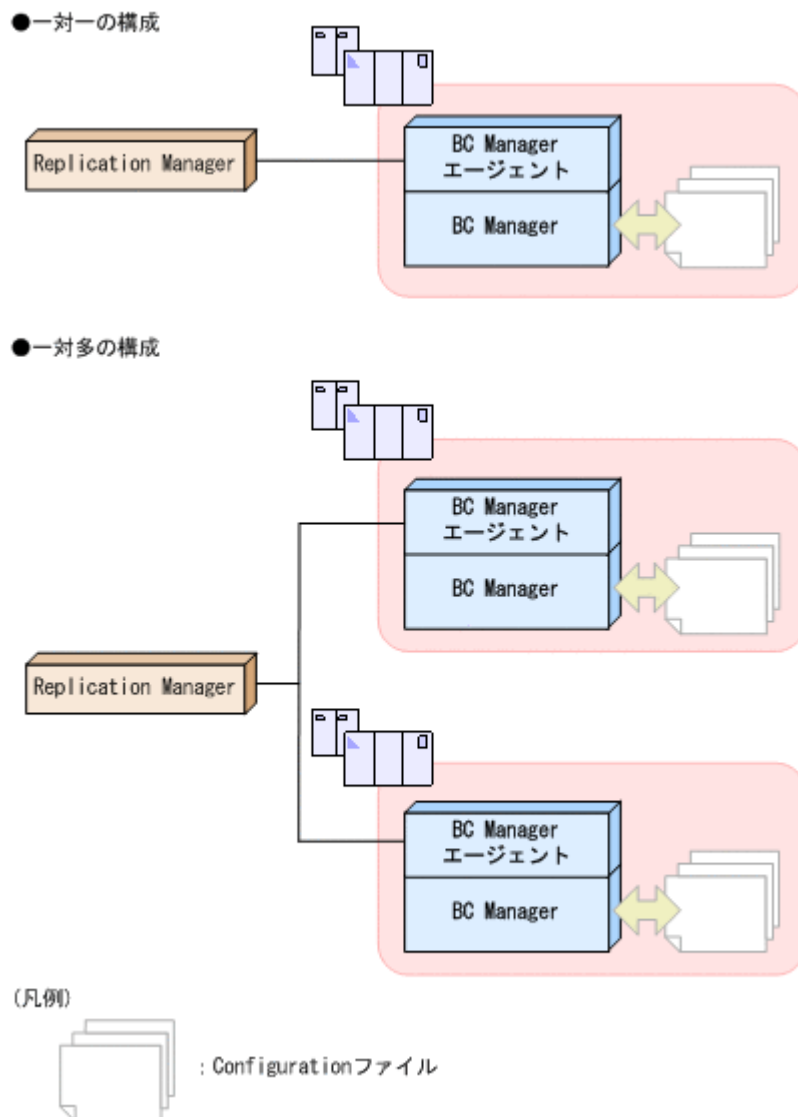 ●一対一の構成
Replication Manager
BC Manager
エージェント
BC Manager
●一対多の構成
BC Manager
エージェント
BC Manager
Replication Manager
BC Manager
エージェント
BC Manager
(凡例)
：Configurationファイル